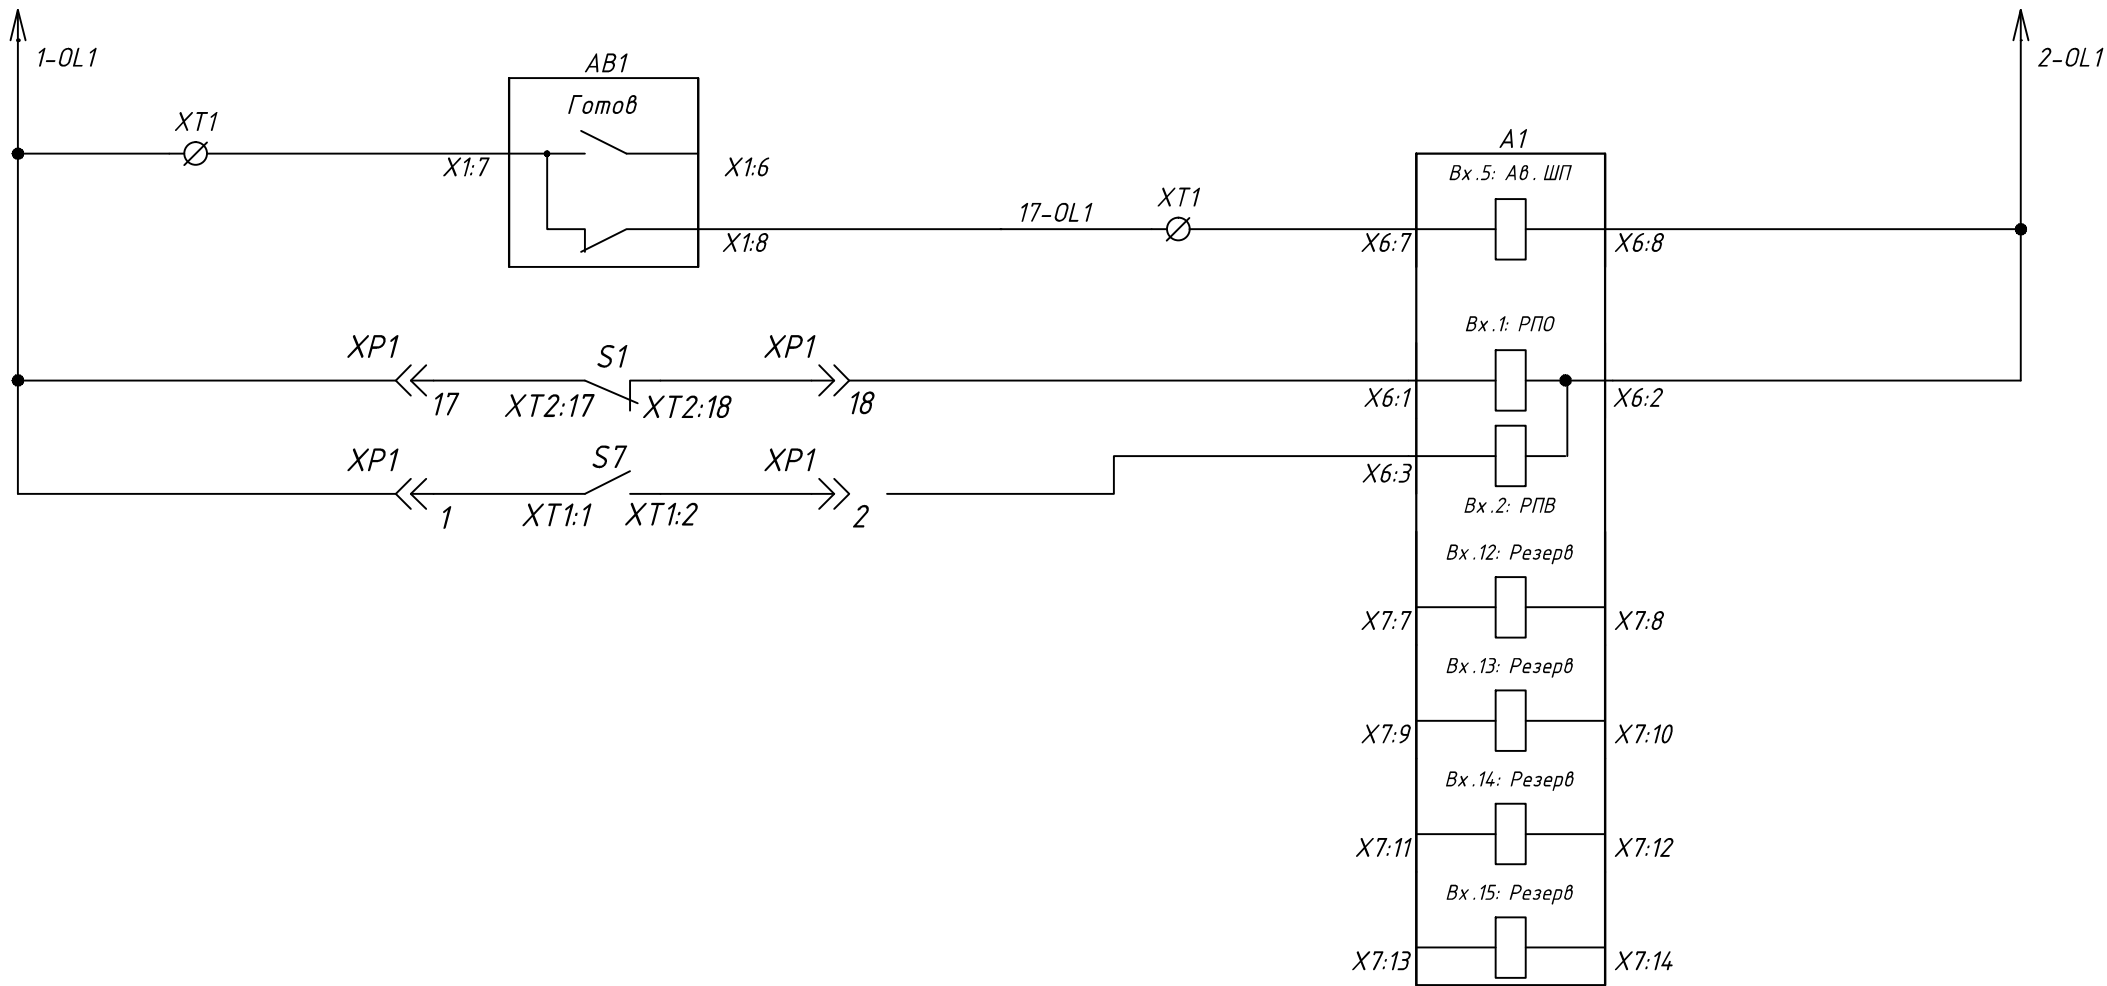 1-OL1
2-OL1
AB1
Готов
XT1
X1:7
X1:6
A1
Вх.5: Ав. ШП
17-OL1
XT1
X1:8
X6:7
X6:8
Вх.1: РПО
XP1
S1
XP1
17
XT2:17
XT2:18
18
X6:1
X6:2
XP1
S7
XP1
X6:3
1
XT1:1
XT1:2
2
Вх.2: РПВ
Вх.12: Резерв
X7:7
X7:8
Вх.13: Резерв
X7:9
X7:10
Вх.14: Резерв
X7:11
X7:12
Вх.15: Резерв
X7:13
X7:14